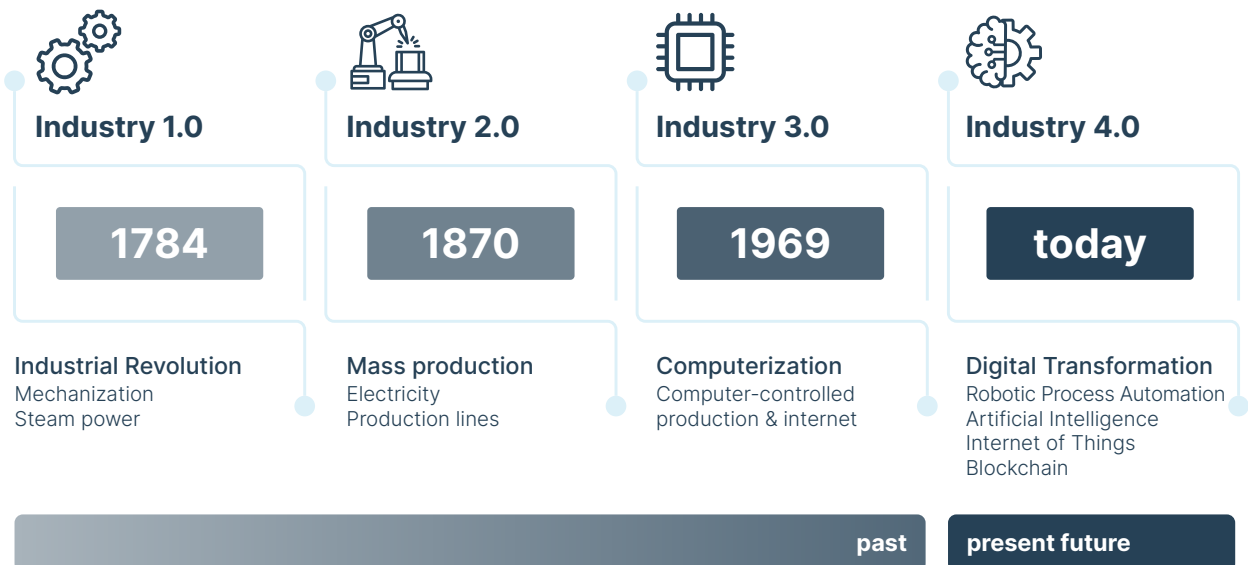 Industry 1.0
Industry 2.0
Industry 3.0
Industry 4.0
1784
1870
1969
today
Industrial Revolution
Mechanization
Steam power
Mass production
Electricity
Production lines
Computerization
Computer-controlled
production & internet
Digital Transformation
Robotic Process Automation
Artificial Intelligence
Internet of Things
Blockchain
past
present future